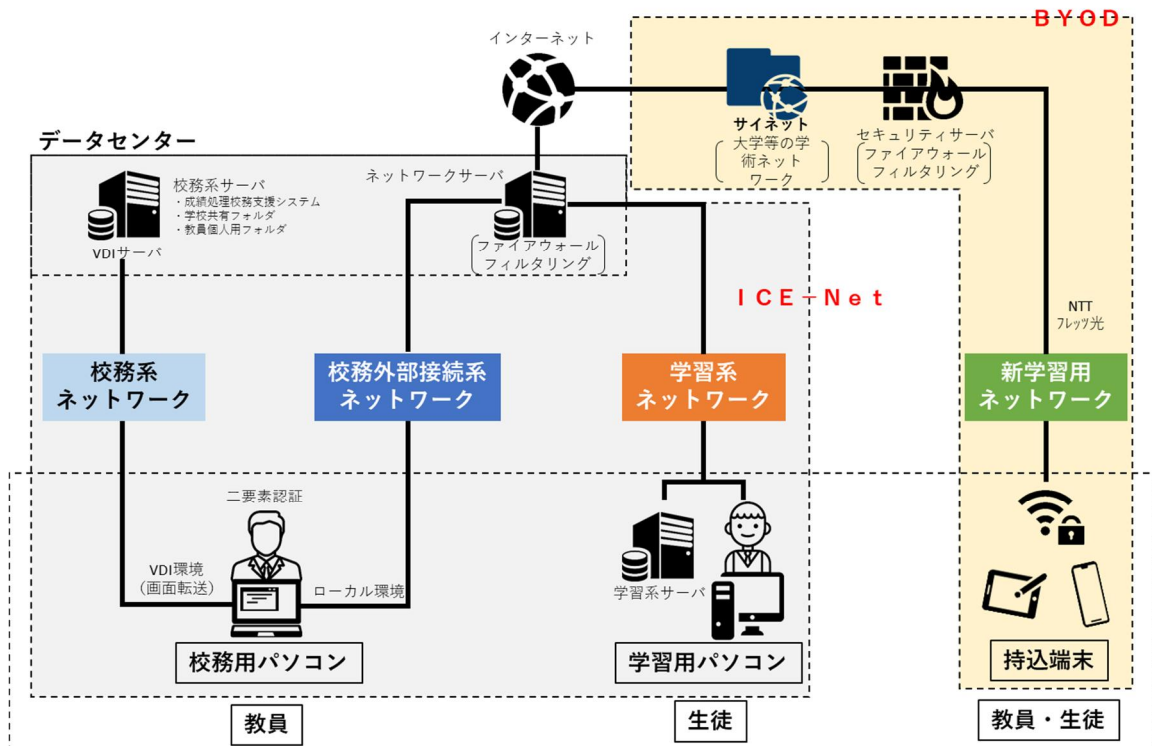 BYOD
インターネット
サイネット
大学等の学
術ネット
ワーク
セキュリティサーバ
ファイアウォール
フィルタリング
データセンター
校務系サーバ
・成績処理校務支援システム
・学校共有フォルダ
・教員個人用フォルダ
VDIサーバ
ネットワークサーバ
ファイアウォール
フィルタリング
ICE-Net
NTT
フレッツ光
校務系
ネットワーク
校務外部接続系
ネットワーク
学習系
ネットワーク
新学習用
ネットワーク
二要素認証
VDI環境
(画面転送)
ローカル環境
学習系サーバ
校務用パソコン
学習用パソコン
持込端末
教員
生徒
教員・生徒